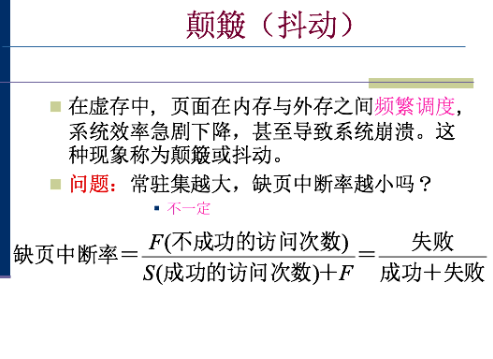 颠簸（抖动）
在虚存中，页面在内存与外存之间频繁调度，
系统效率急剧下降，甚至导致系统崩溃。这
种现象称为颠簸或抖动。
问题：常驻集越大，缺页中断率越小吗？
不一定
缺页中断率＝F(不成功的访问次数)/S(成功的访问次数)＋F＝失败/成功＋失败